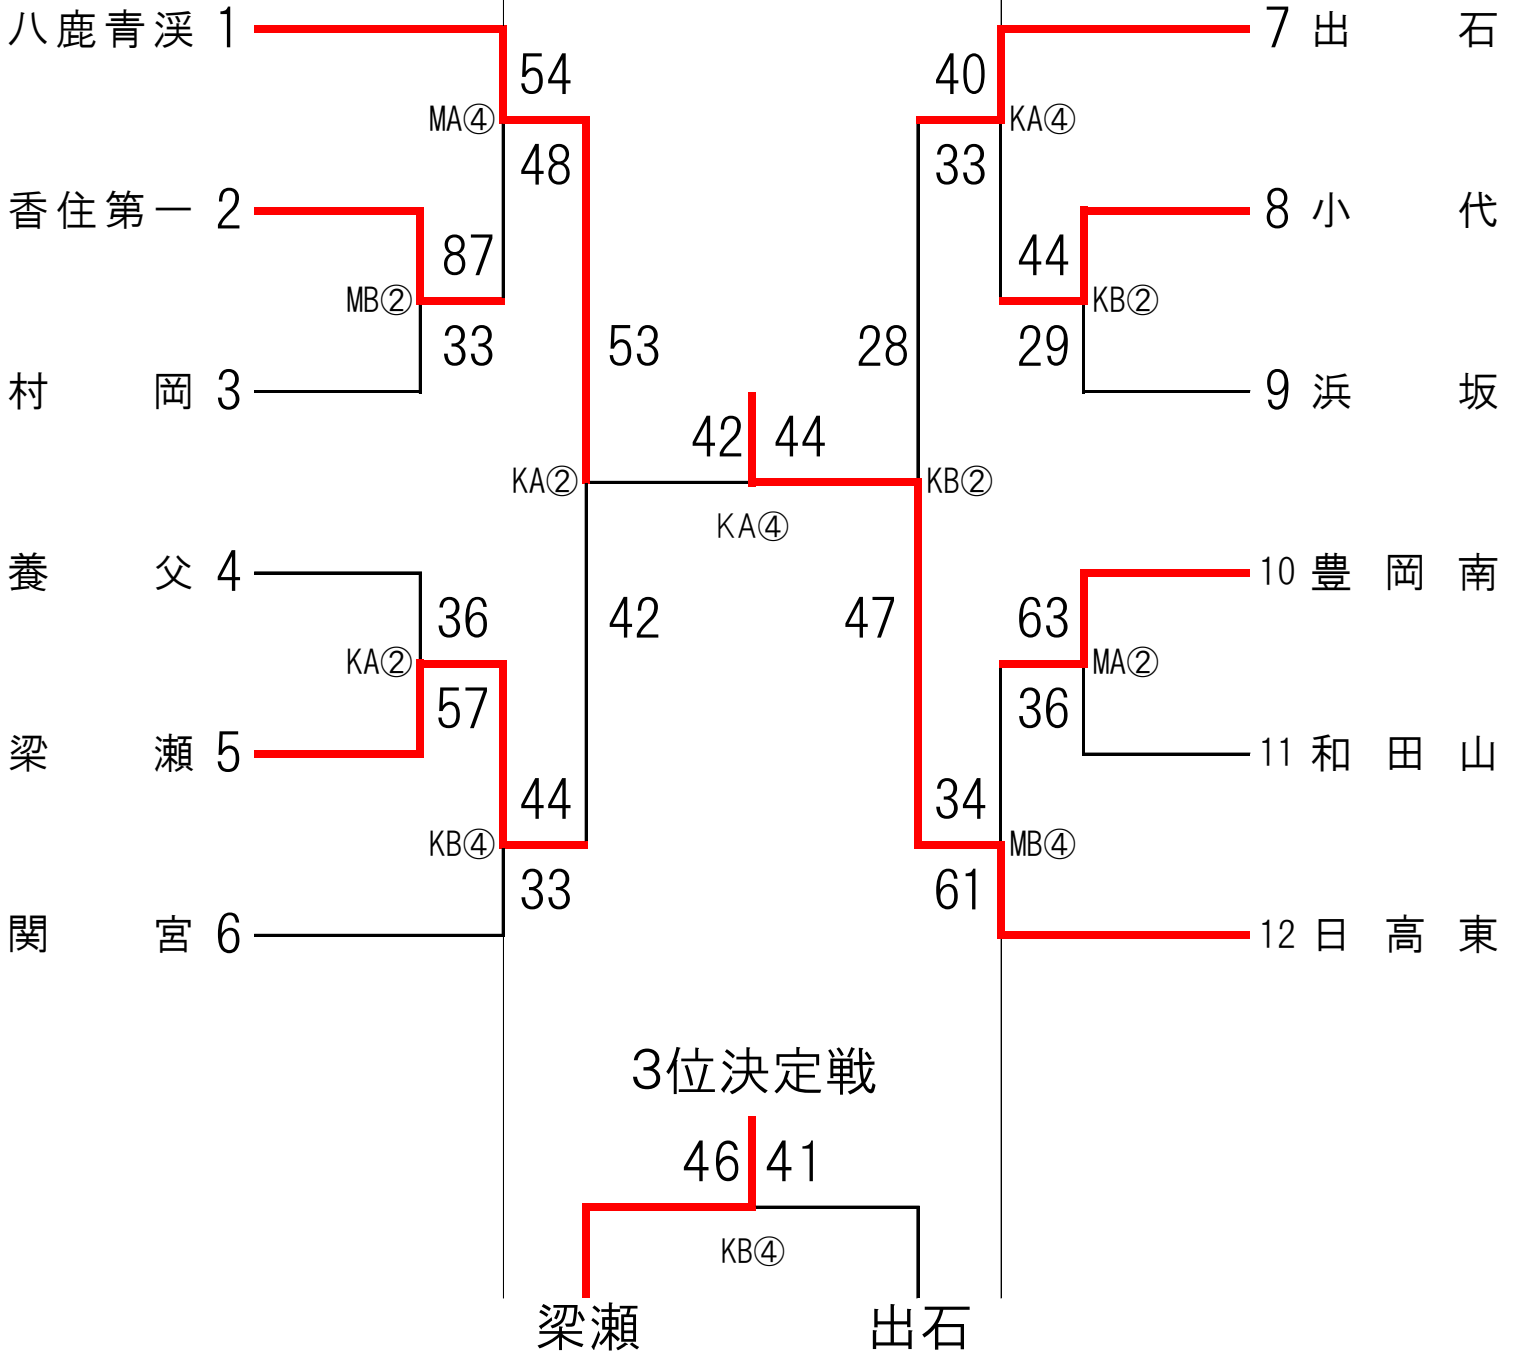 八鹿青渓 1
7 出石
54
40
MA④
KA④
48
33
香住第一 2
8 小代
87
44
MB②
KB②
33
29
53
28
村岡 3
9 浜坂
42 44
KA②
KB②
KA④
養父 4
10 豊岡南
36
42
47
63
KA②
MA②
57
36
梁瀬 5
11 和田山
44
34
KB④
MB④
33
61
関宮 6
12 日高東
3位決定戦
46 41
KB④
梁瀬
出石